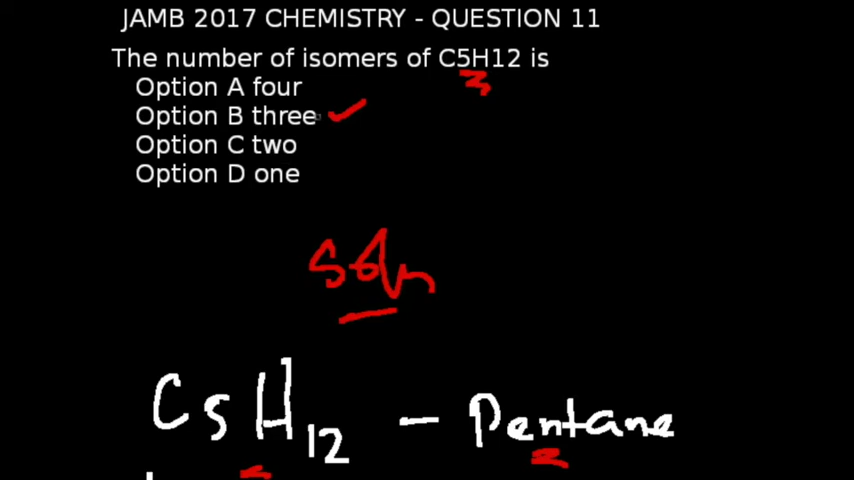 JAMB 2017 CHEMISTRY - QUESTION 11
The number of isomers of C5H12 is
Option A four
Option B three
Option C two
Option D one
Soln
C5H12 - Pentane